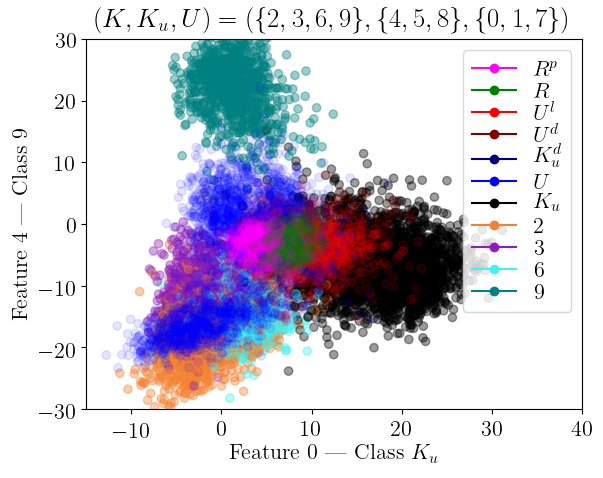 (K, K_u, U) = ({2, 3, 6, 9}, {4, 5, 8}, {0, 1, 7})
30
20
10
0
−10
−20
−30
Feature 4 — Class 9
R^p
R
U^l
U^d
K_u^d
U
K_u
2
3
6
9
−10 0 10 20 30 40
Feature 0 — Class K_u